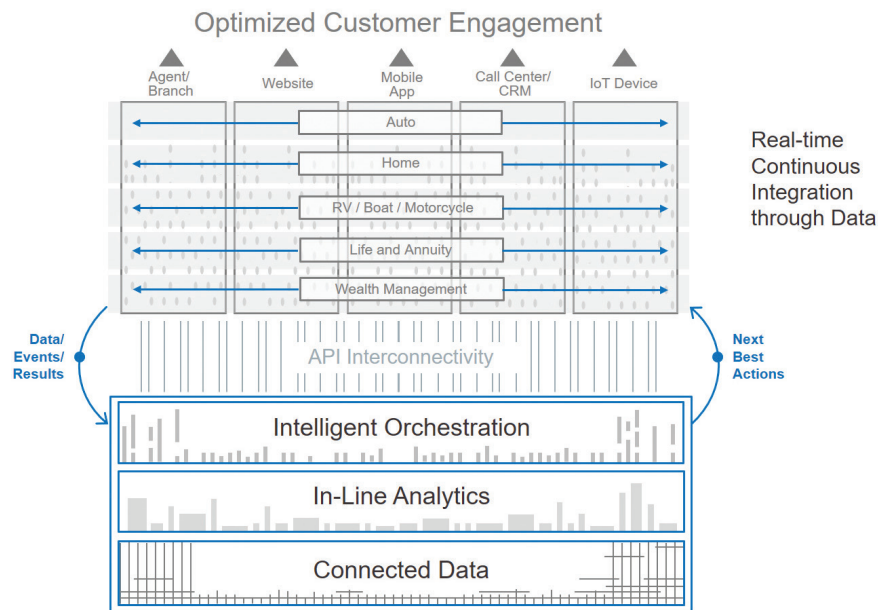 Optimized Customer Engagement
Agent/
Branch
Website
Mobile
App
Call Center/
CRM
IoT Device
Auto
Home
RV / Boat / Motorcycle
Life and Annuity
Wealth Management
Real-time
Continuous
Integration
through Data
Data/
Events/
Results
API Interconnectivity
Next
Best
Actions
Intelligent Orchestration
In-Line Analytics
Connected Data